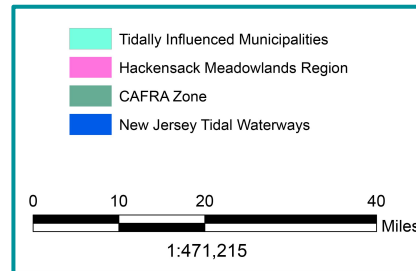 Tidally Influenced Municipalities
Hackensack Meadowlands Region
CAFRA Zone
New Jersey Tidal Waterways
0 10 20 40
Miles
1:471,215